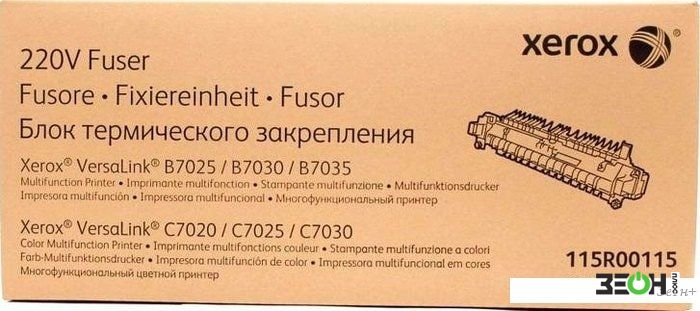 220V Fuser
xerox
Fusore • Fixiereinheit • Fusor
Блок термического закрепления
Xerox® VersaLink® B7025 / B7030 / B7035
Multifunction Printer • Imprimante multifonction • Stampante multifunzione • Multifunktionsdrucker
Impresora multifunción • Impressora multifuncional • Многофункциональный принтер
Xerox® VersaLink® C7020 / C7025 / C7030
Color Multifunction Printer • Imprimante multifonctions couleur • Stampante multifunzione a colori
Farb-Multifunktionsdrucker • Impresora multifunción de color • Impressora multifuncional em cores
Многофункциональный цветной принтер
115R00115
ЗЕОН
Зеон+